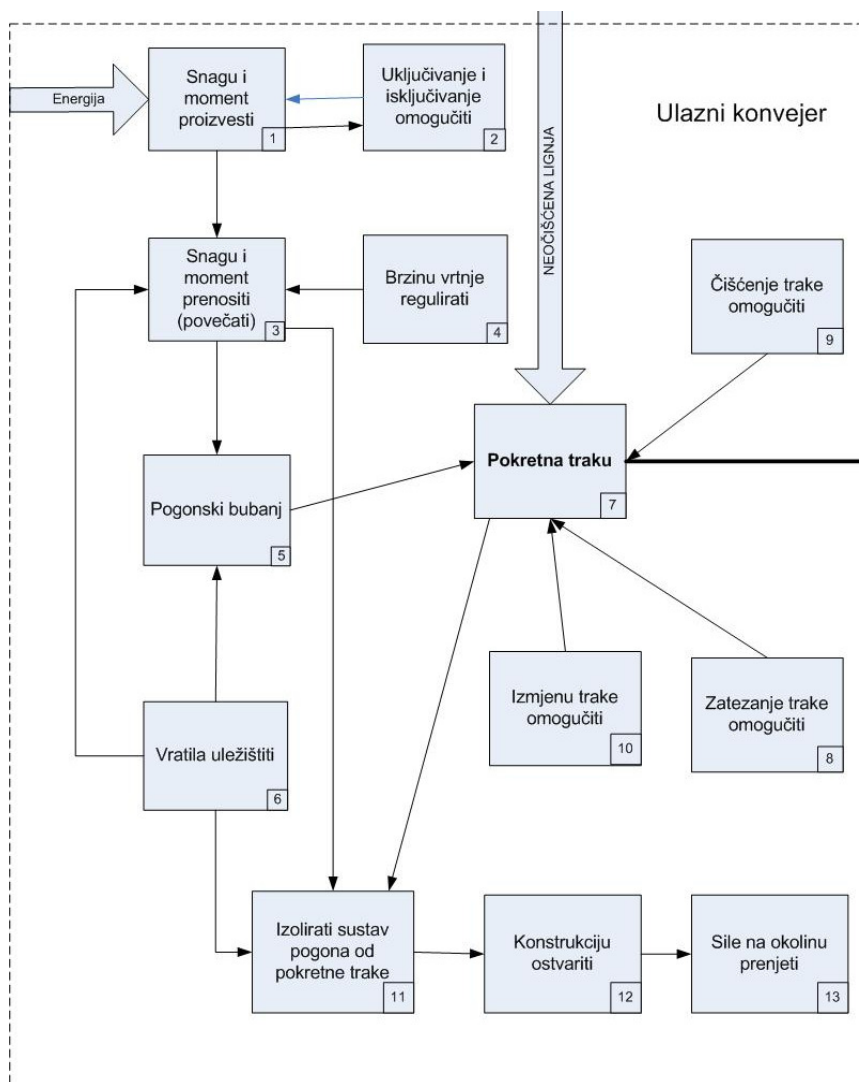 Energija
Snagu i
moment
proizvesti
1
Uključivanje i
isključivanje
omogučiti
2
NEOČIŠĆENA LIGNJA
Ulazni konvejer
Snagu i
moment
prenositi
(povečati)
3
Brzinu vrtnje
regulirati
4
Čišćenje trake
omogučiti
9
Pogonski bubanj
5
Pokretna traku
7
Vratila uležištiti
6
Izmjenu trake
omogučiti
10
Zatezanje trake
omogučiti
8
Izolirati sustav
pogona od
pokretne trake
11
Konstrukciju
ostvariti
12
Sile na okolinu
prenjeti
13